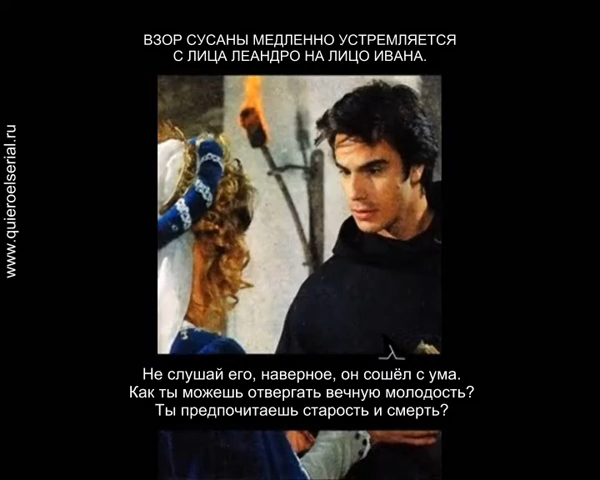 ВЗОР СУСАНЫ МЕДЛЕННО УСТРЕМЛЯЕТСЯ
С ЛИЦА ЛЕАНДРО НА ЛИЦО ИВАНА.
www.quieroelserial.ru
Не слушай его, наверное, он сошёл с ума.
Как ты можешь отвергать вечную молодость?
Ты предпочитаешь старость и смерть?